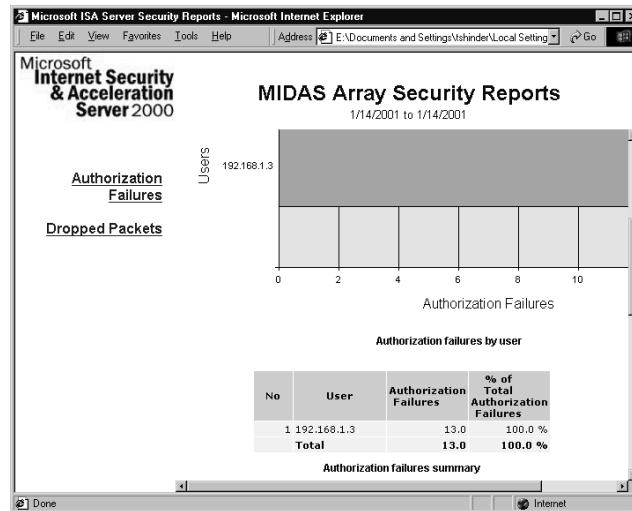 Microsoft ISA Server Security Reports - Microsoft Internet Explorer
File Edit View Favorites Tools Help Address E:\Documents and Settings\tshinder\Local Setting Go
Microsoft
Internet Security
& Acceleration
Server 2000
Authorization
Failures
Dropped Packets
MIDAS Array Security Reports
1/14/2001 to 1/14/2001
Users
192.168.1.3
0 2 4 6 8 10
Authorization Failures
Authorization failures by user
No User Authorization Failures % of Total Authorization Failures
1 192.168.1.3 13.0 100.0 %
Total 13.0 100.0 %
Authorization failures summary
Done Internet